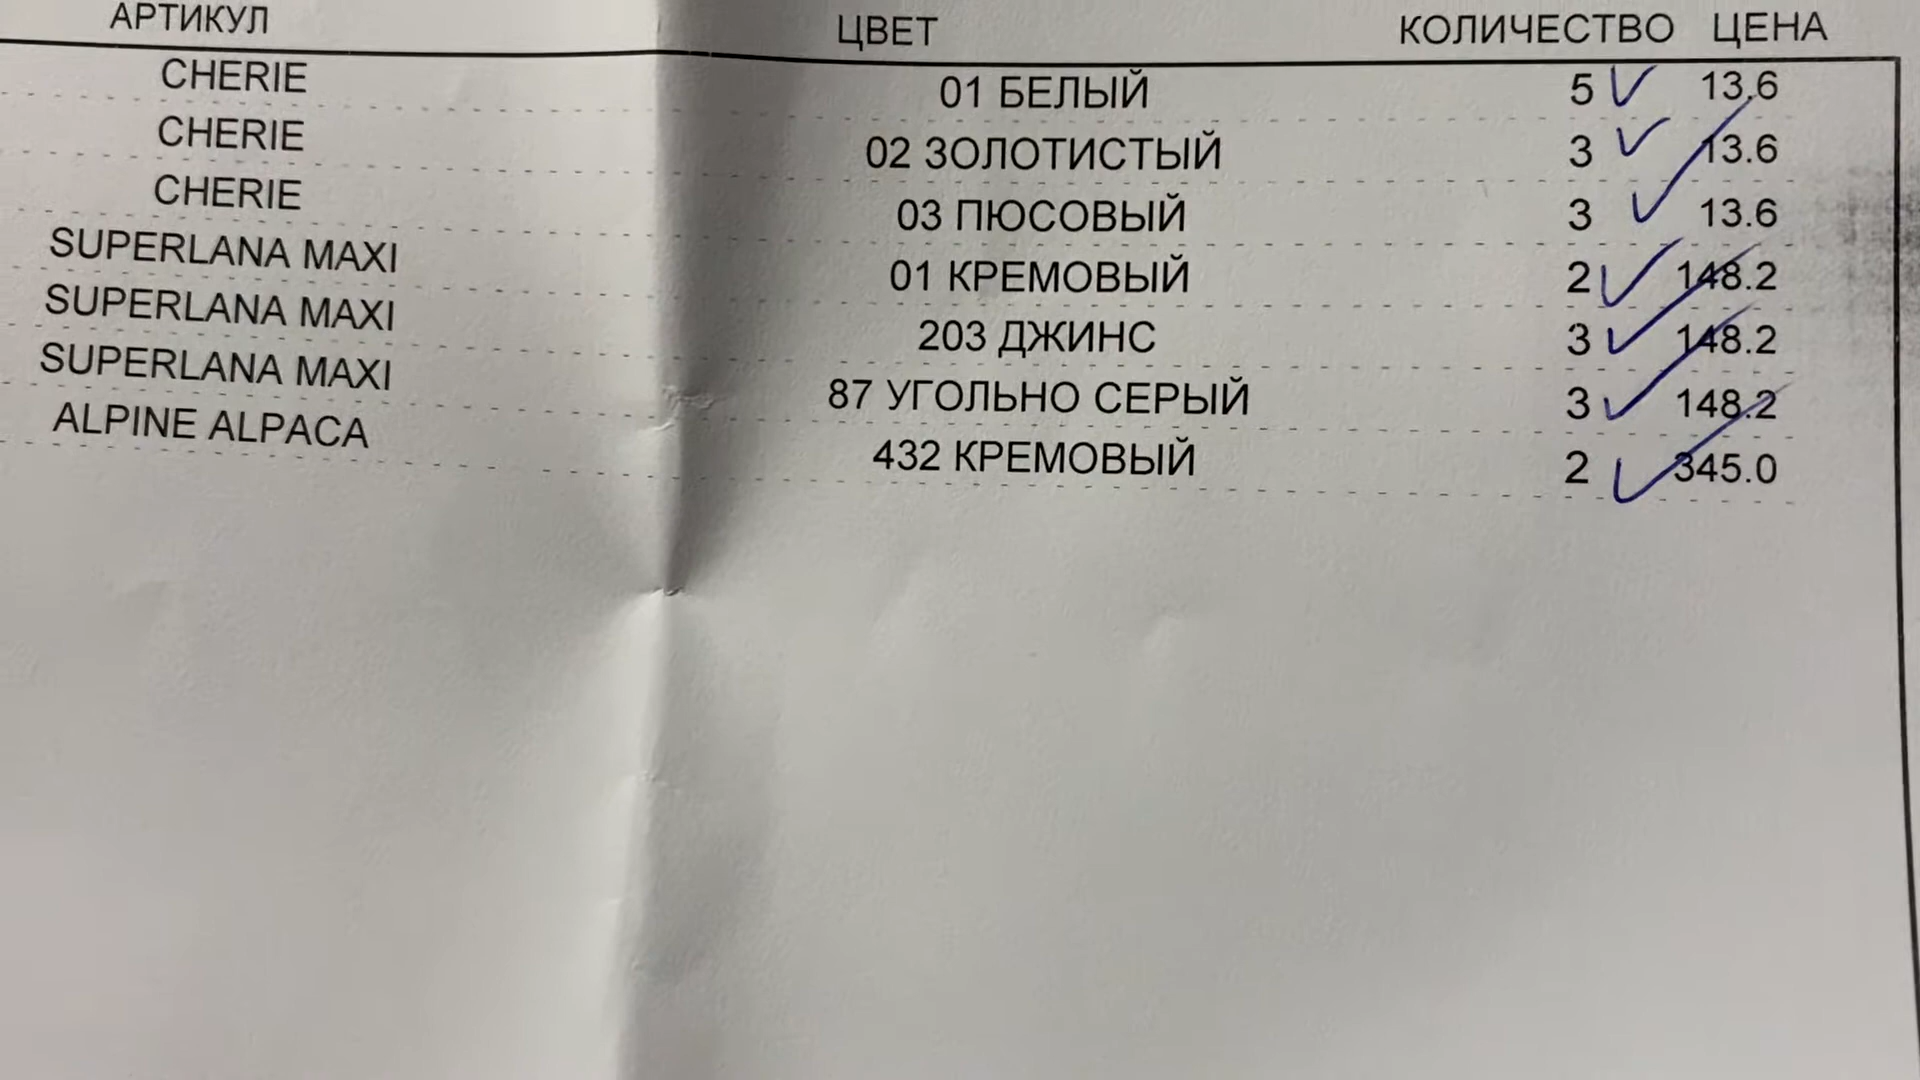 АРТИКУЛ ЦВЕТ КОЛИЧЕСТВО ЦЕНА
CHERIE 01 БЕЛЫЙ 5 13.6
CHERIE 02 ЗОЛОТИСТЫЙ 3 13.6
CHERIE 03 ПЮСОВЫЙ 3 13.6
SUPERLANA MAXI 01 КРЕМОВЫЙ 2 148.2
SUPERLANA MAXI 203 ДЖИНС 3 148.2
SUPERLANA MAXI 87 УГОЛЬНО СЕРЫЙ 3 148.2
ALPINE ALPACA 432 КРЕМОВЫЙ 2 345.0